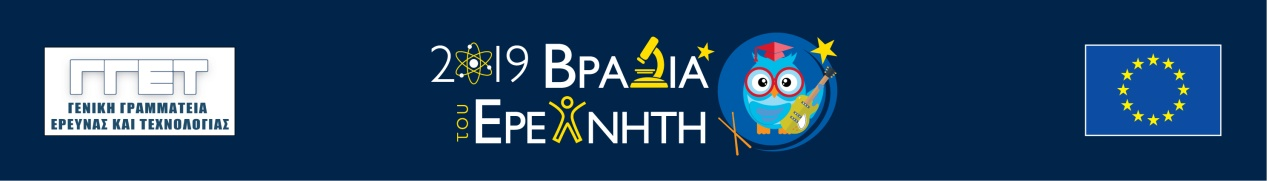 ΓΓΕΤ
ΓΕΝΙΚΗ ΓΡΑΜΜΑΤΕΙΑ
ΕΡΕΥΝΑΣ ΚΑΙ ΤΕΧΝΟΛΟΓΙΑΣ
2019 ΒΡΑΔΙΑ
του ΕΡΕΥΝΗΤΗ